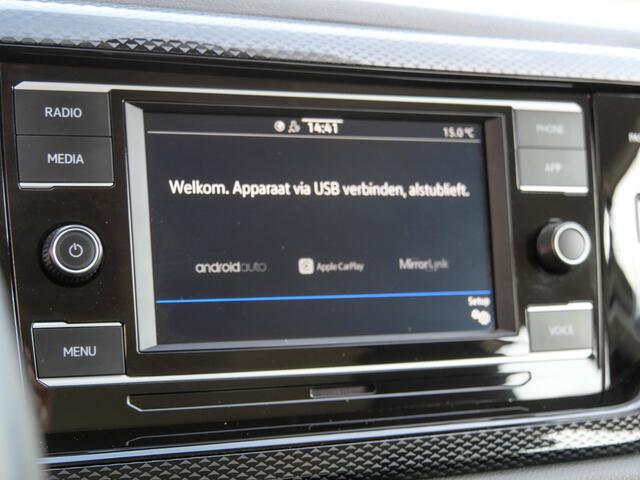 RADIO
MEDIA
MENU
14:41
15.0 °C
Welkom. Apparaat via USB verbinden, alstublieft.
androidauto
Apple CarPlay
MirrorLink
Setup
PHONE
APP
VOICE